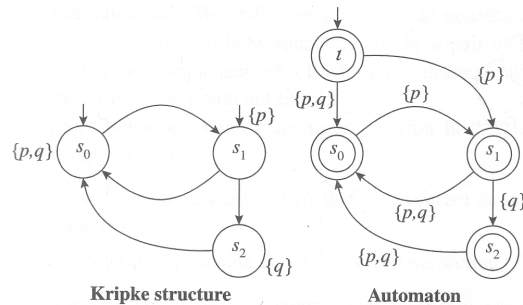 ι
{p}
{p,q}
{p}
{p}
{p,q}
s0
s1
s0
s1
{p,q}
{q}
s2
{q}
{p,q}
s2
Kripke structure
Automaton